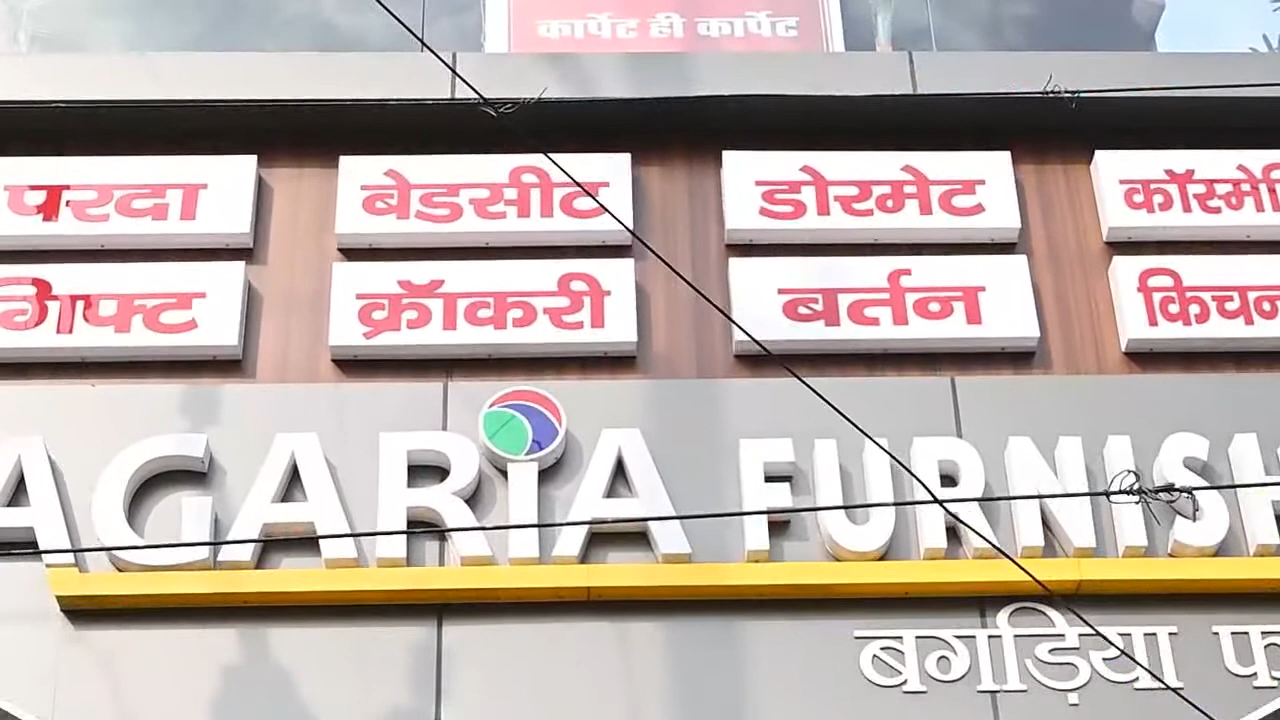 कार्पेट ही कार्पेट
परदा बेडसीट डोरमेट
गिफ्ट क्रॉकरी बर्तन
AGARIA FURNISH
बगड़िया